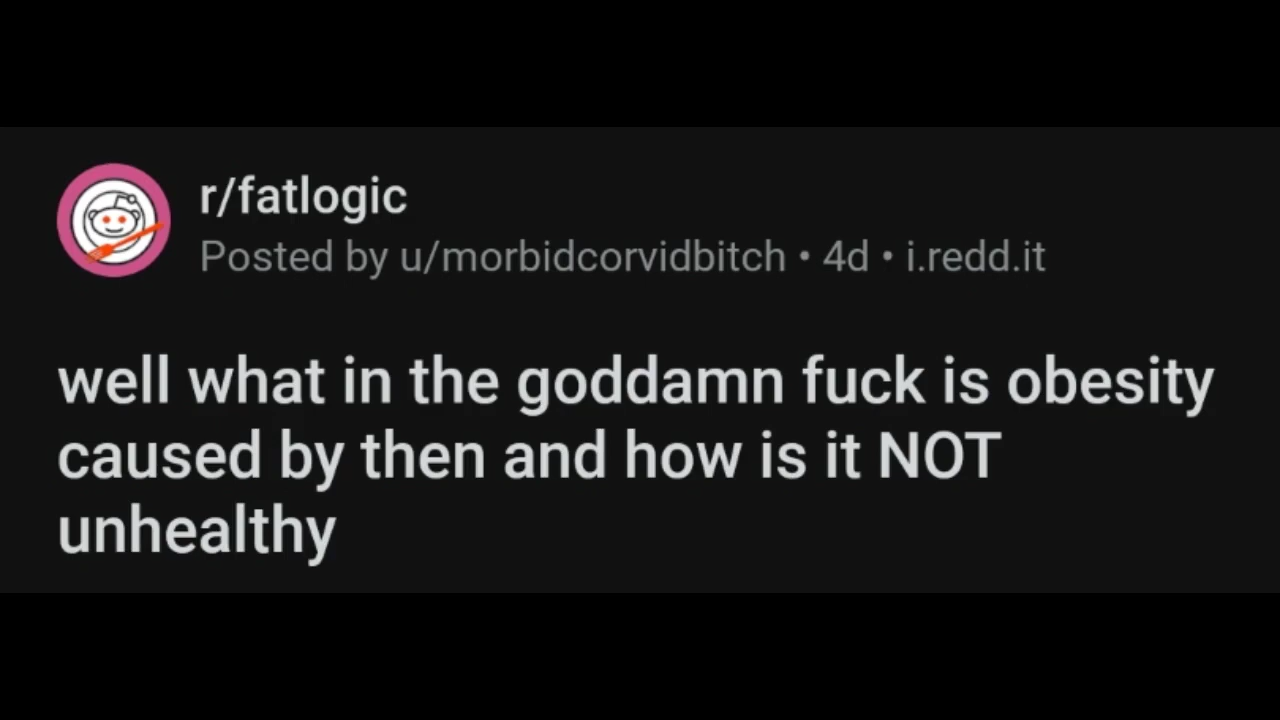 r/fatlogic
Posted by u/morbidcorvidbitch • 4d • i.redd.it
well what in the goddamn fuck is obesity
caused by then and how is it NOT
unhealthy